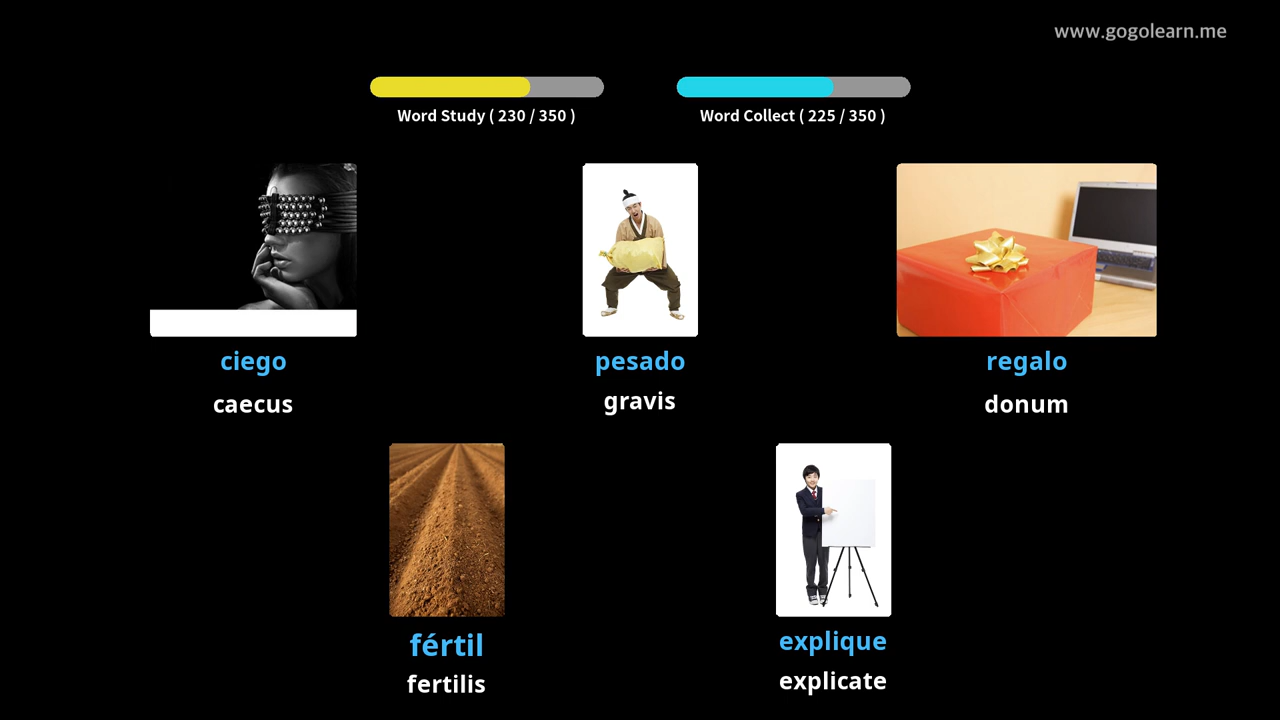 www.gogolearn.me
Word Study ( 230 / 350 )
Word Collect ( 225 / 350 )
ciego
caecus
pesado
gravis
regalo
donum
fértil
fertilis
explique
explicate